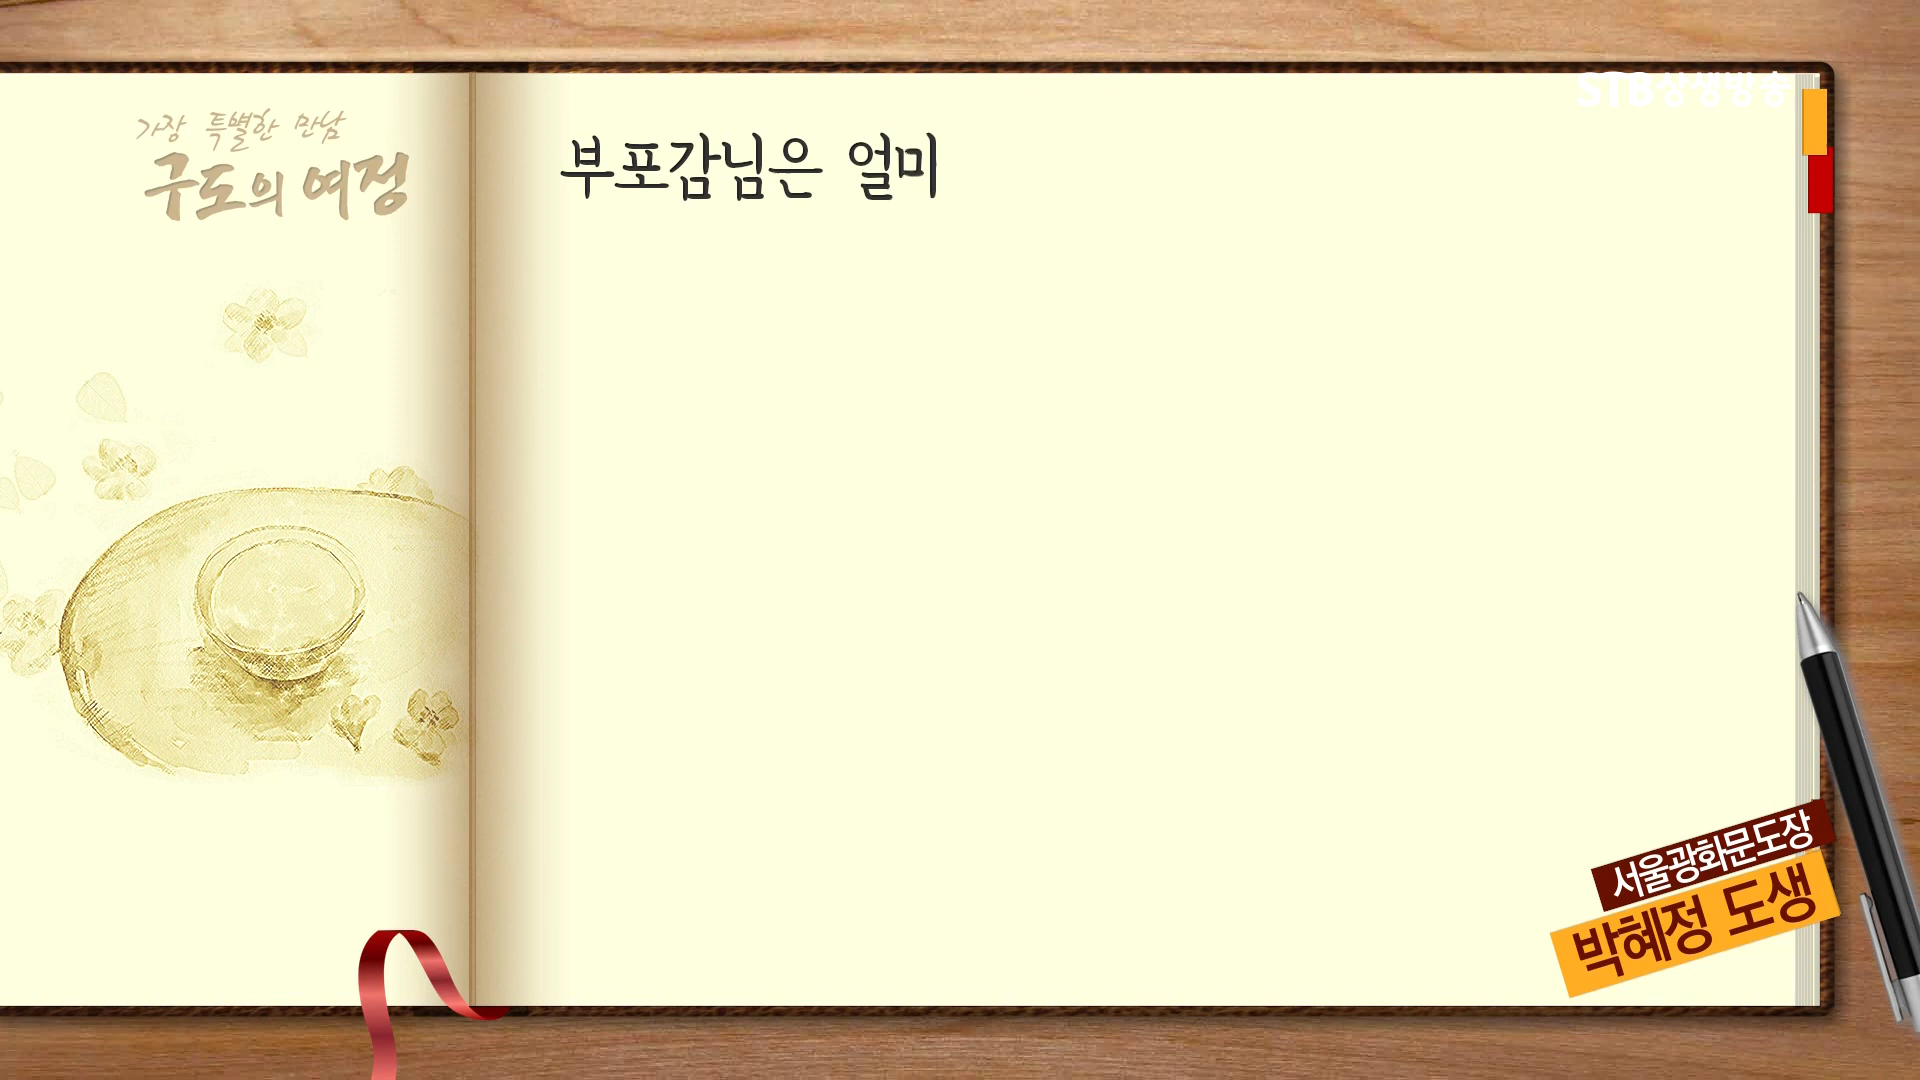 가장 특별한 만남
구도의 여정
부포감님은 얼미
STB상생방송
서울광화문도장
박혜정 도생